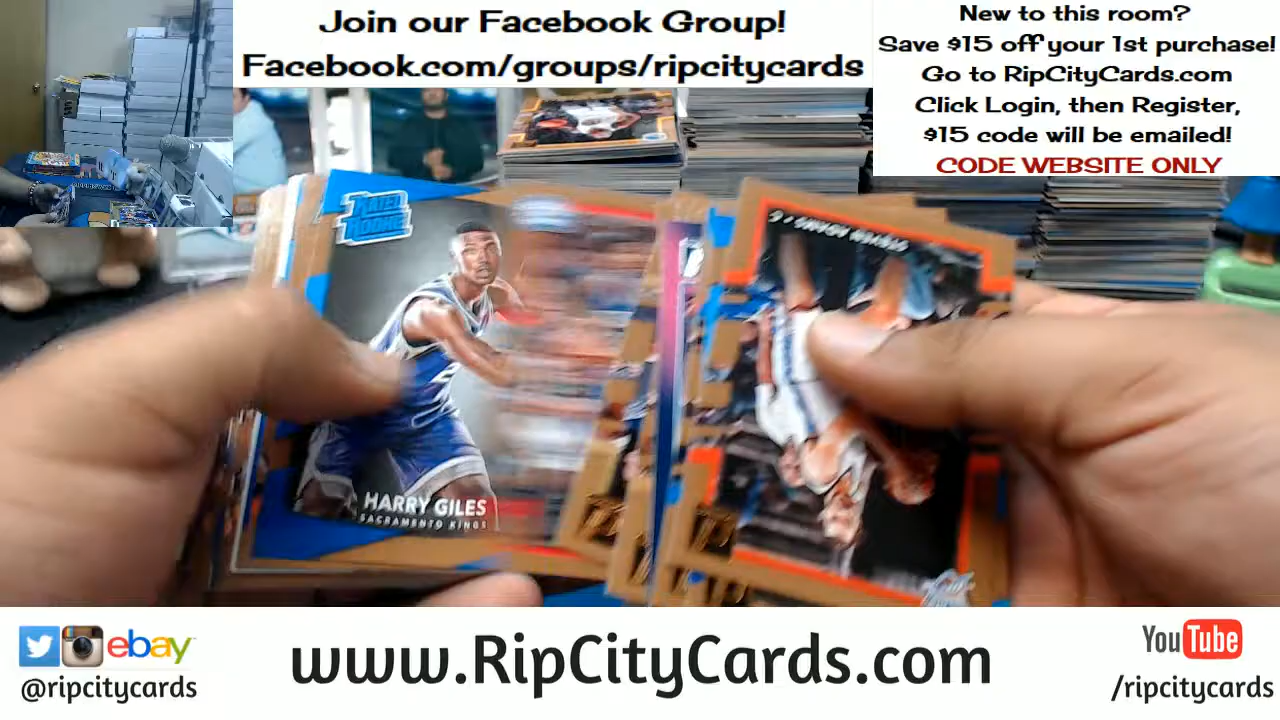 Join our Facebook Group!
Facebook.com/groups/ripcitycards
New to this room?
Save $15 off your 1st purchase!
Go to RipCityCards.com
Click Login, then Register,
$15 code will be emailed!
CODE WEBSITE ONLY
RATED
ROOKIE
HARRY GILES
SACRAMENTO KINGS
STEVEN ADAMS
ebay
@ripcitycards
www.RipCityCards.com
YouTube
/ripcitycards